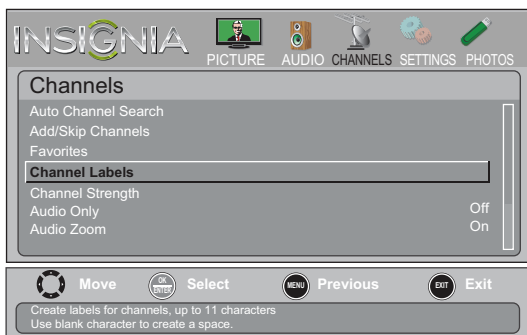 INSIGNIA
PICTURE AUDIO CHANNELS SETTINGS PHOTOS
Channels
Auto Channel Search
Add/Skip Channels
Favorites
Channel Labels
Channel Strength
Audio Only Off
Audio Zoom On
Move OK ENTER Select MENU Previous EXIT Exit
Create labels for channels, up to 11 characters
Use blank character to create a space.